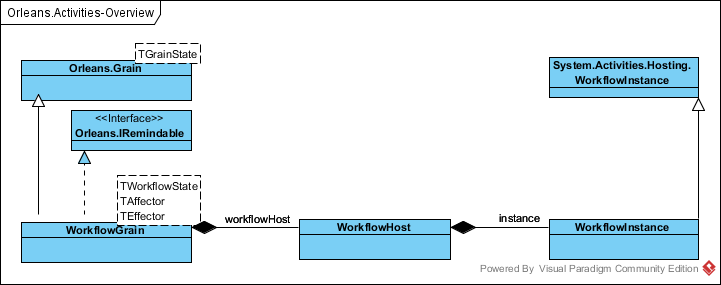 Orleans.Activities-Overview
TGrainState
Orleans.Grain
System.Activities.Hosting.
WorkflowInstance
<<Interface>>
Orleans.IRemindable
TWorkflowState
TAffector
TEffector
WorkflowGrain
workflowHost
WorkflowHost
instance
WorkflowInstance
Powered By Visual Paradigm Community Edition